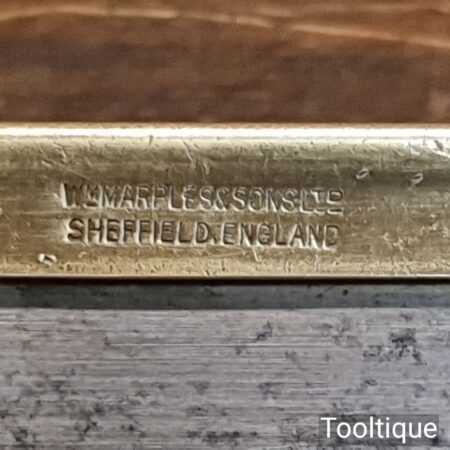 WM MARPLES & SONS LTD
SHEFFIELD. ENGLAND
Tooltique